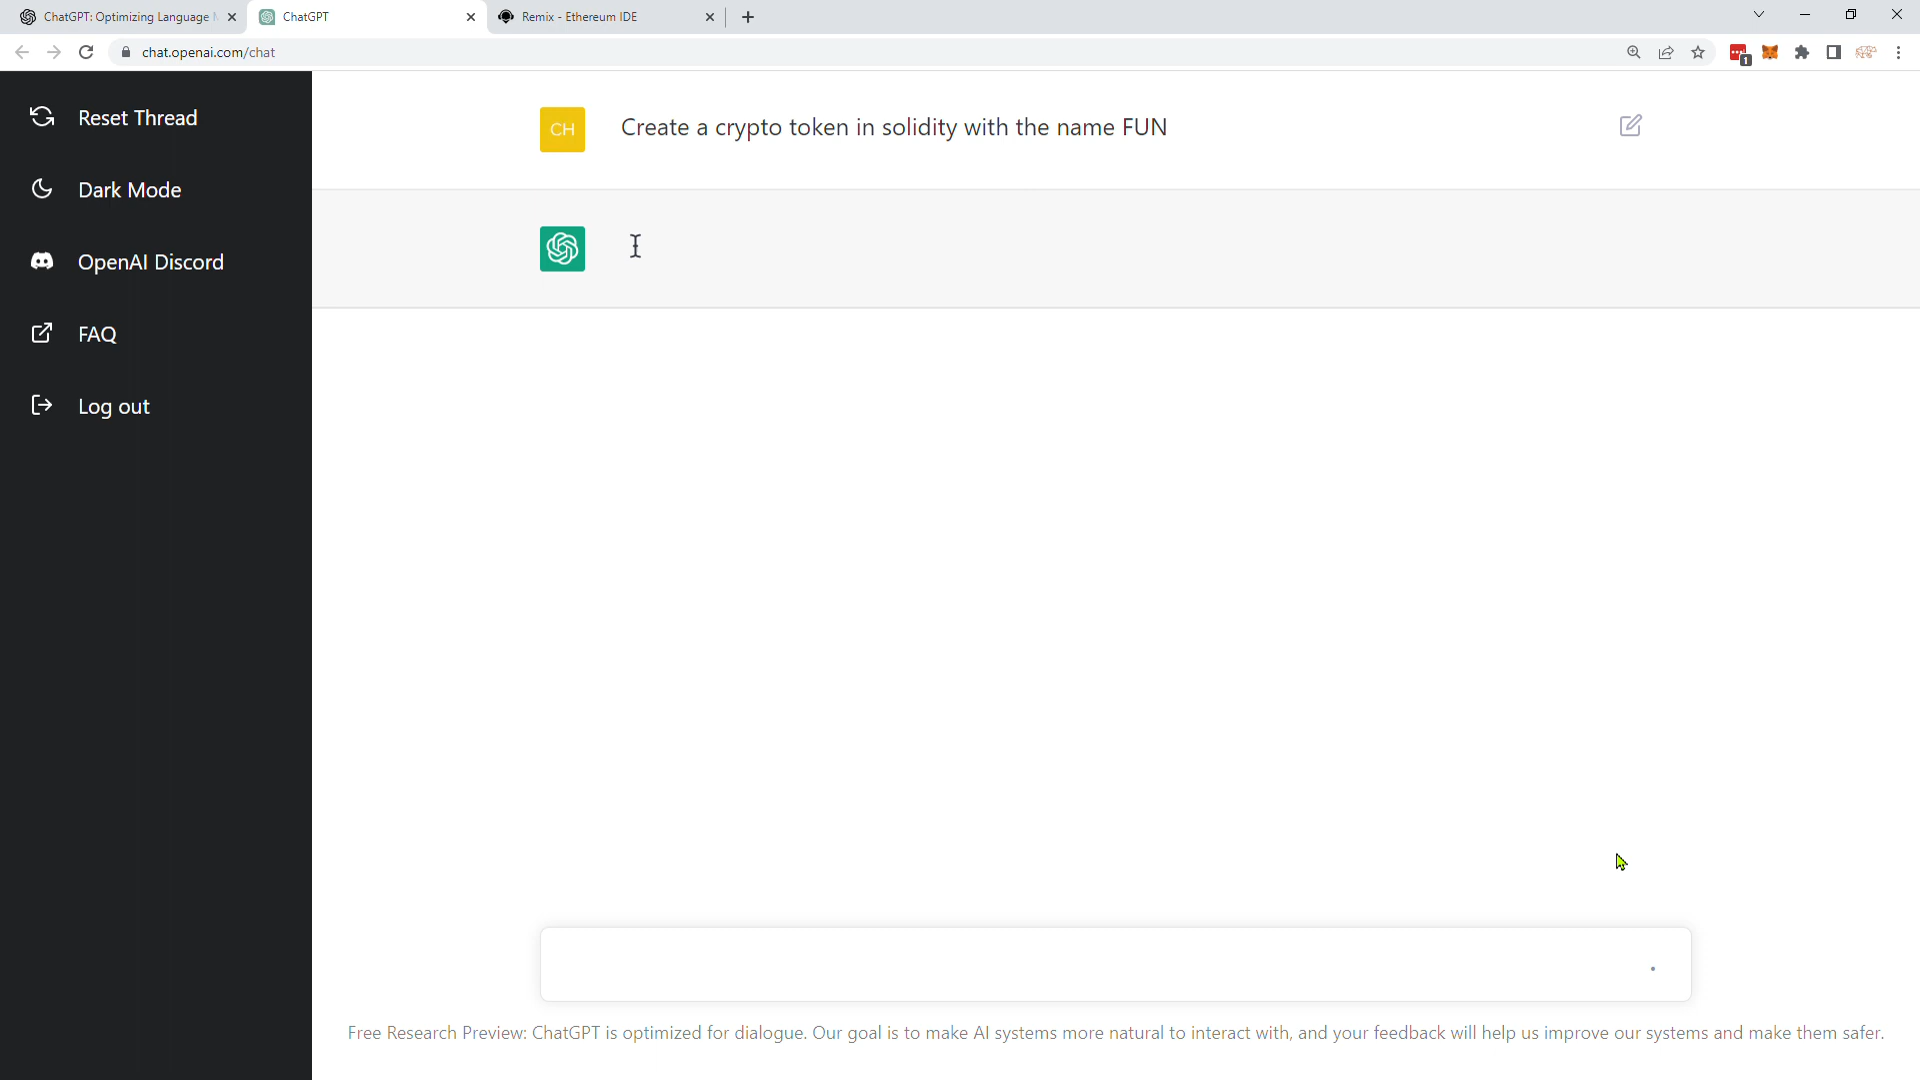 ChatGPT: Optimizing Language
ChatGPT
Remix - Ethereum IDE
chat.openai.com/chat
1
Reset Thread
Dark Mode
OpenAI Discord
FAQ
Log out
CH
Create a crypto token in solidity with the name FUN
Free Research Preview: ChatGPT is optimized for dialogue. Our goal is to make AI systems more natural to interact with, and your feedback will help us improve our systems and make them safer.